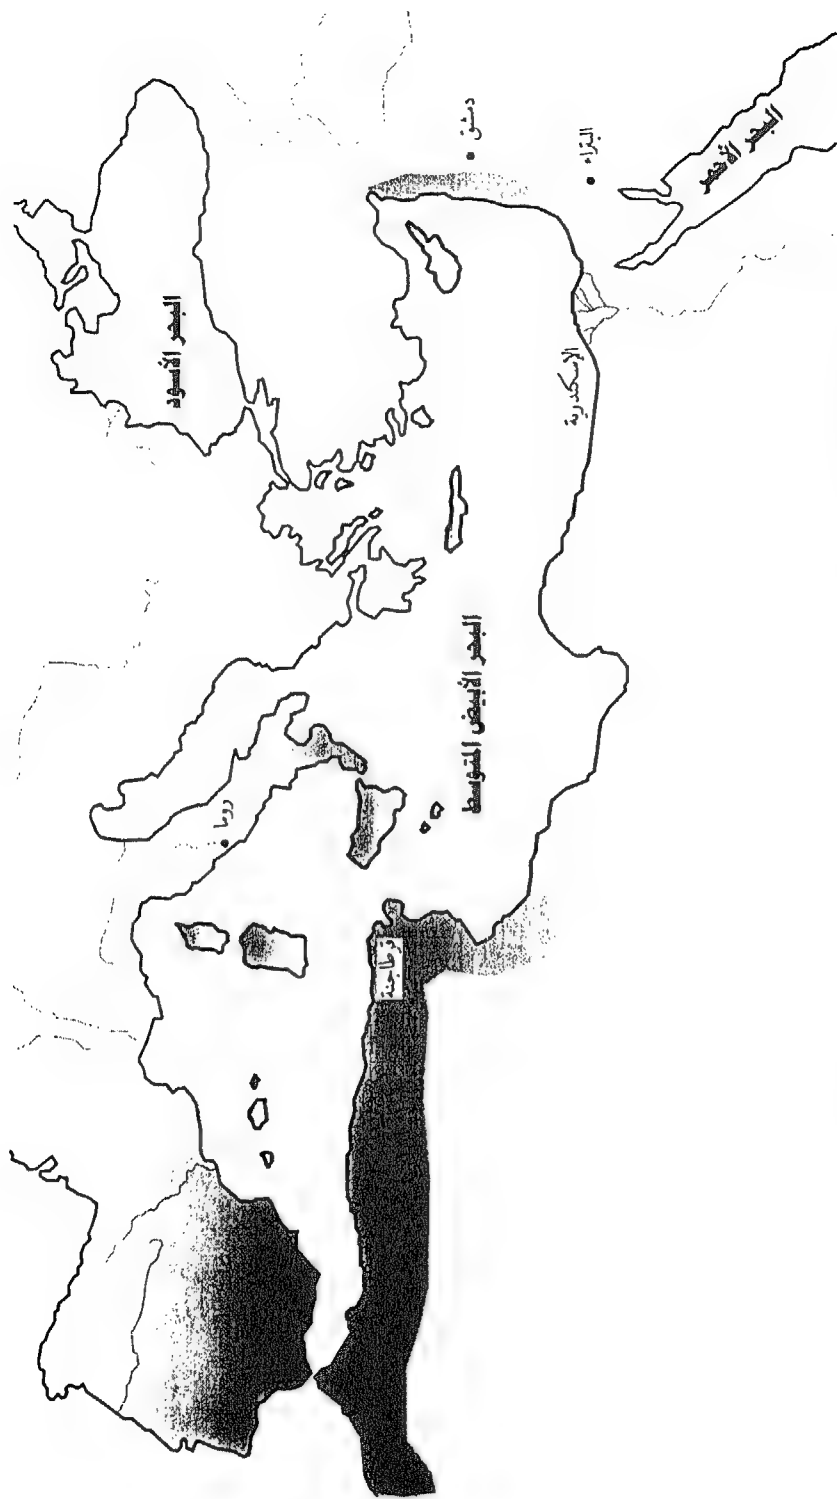 البحر الأسود
دمشق
البتراء
البحر الأحمر
الإسكندرية
البحر الأبيض المتوسط
روما
قرطاجنة